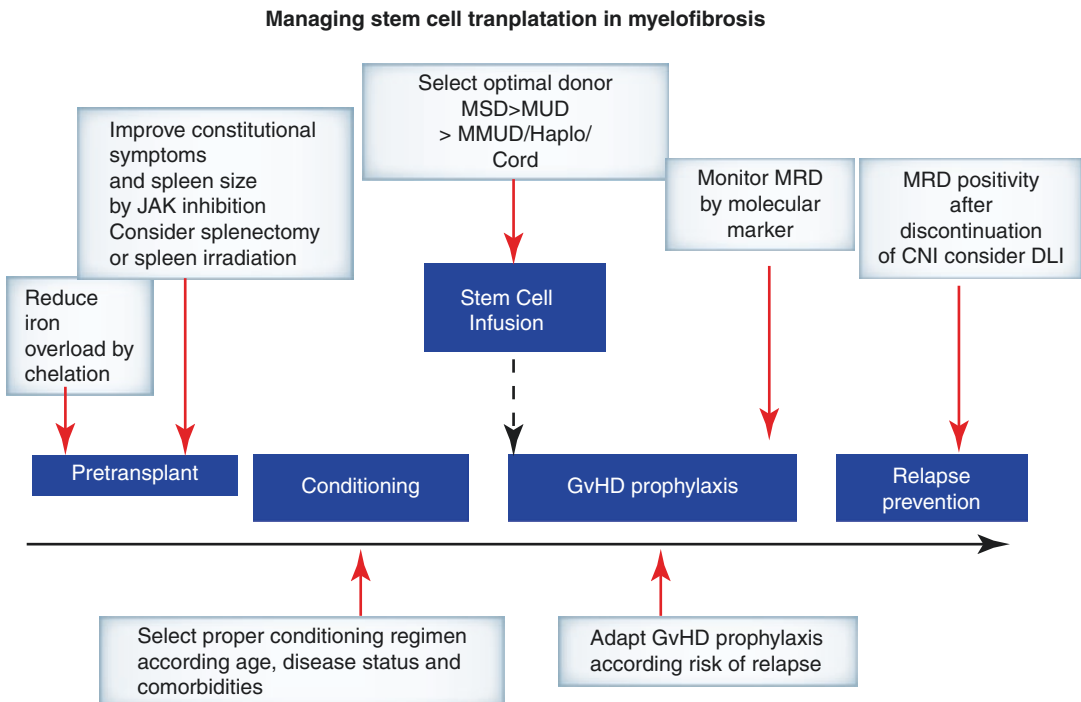 Managing stem cell tranplatation in myelofibrosis
Select optimal donor
MSD>MUD
> MMUD/Haplo/
Cord
Improve constitutional
symptoms
and spleen size
by JAK inhibition
Consider splenectomy
or spleen irradiation
Monitor MRD
by molecular
marker
MRD positivity
after
discontinuation
of CNI consider DLI
Reduce
iron
overload by
chelation
Stem Cell
Infusion
Pretransplant
Conditioning
GvHD prophylaxis
Relapse
prevention
Select proper conditioning regimen
according age, disease status and
comorbidities
Adapt GvHD prophylaxis
according risk of relapse